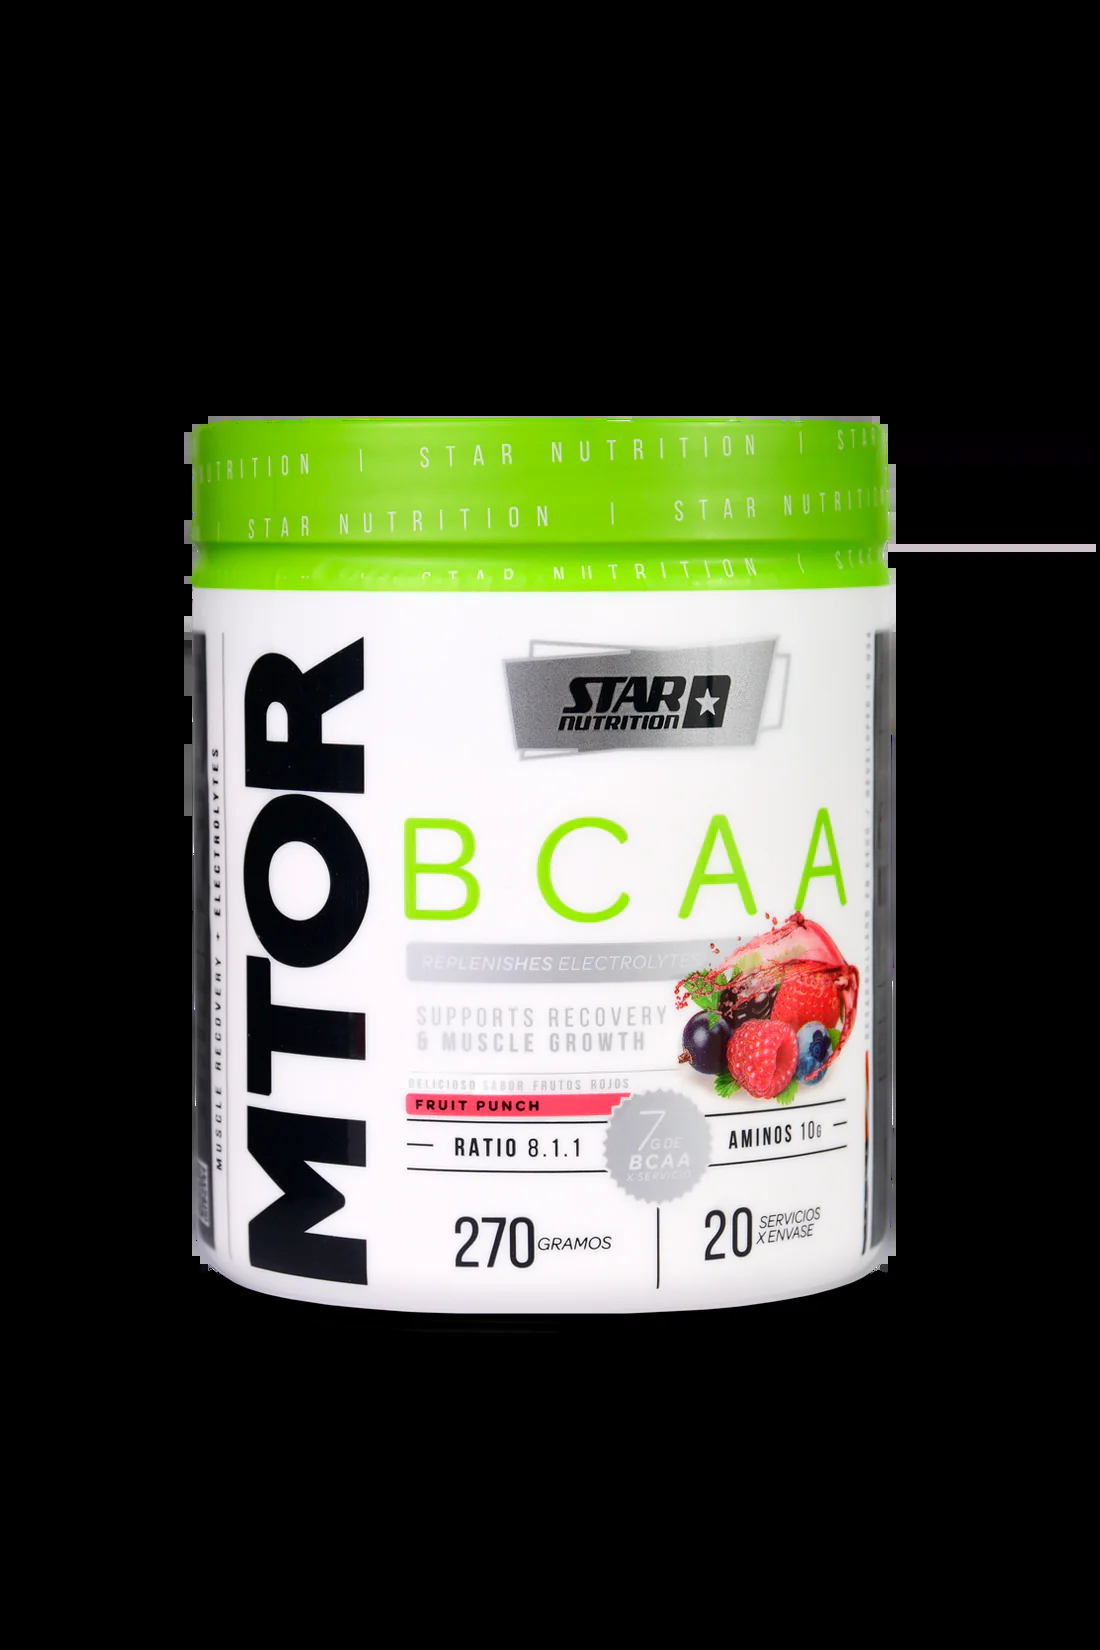 NUTRITION | STAR NUTRITION | STAR
| STAR NUTRITION | STAR NUTRITION
| STAR NUTRITION |
MTOR
MUSCLE RECOVERY + ELECTROLYTES
STAR
NUTRITION
BCAA
REPLENISHES ELECTROLYTES
SUPPORTS RECOVERY
& MUSCLE GROWTH
DELICIOSO SABOR FRUTOS ROJOS
FRUIT PUNCH
RATIO 8.1.1
7G DE
BCAA
X SERVICIO
AMINOS 10G
270 GRAMOS
20 SERVICIOS
X ENVASE